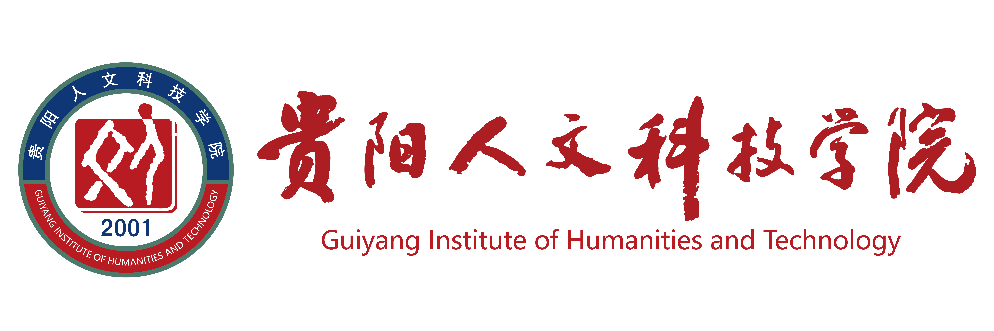 贵阳人文科技学院
2001
GUIYANG INSTITUTE OF HUMANITIES AND TECHNOLOGY
贵阳人文科技学院
Guiyang Institute of Humanities and Technology